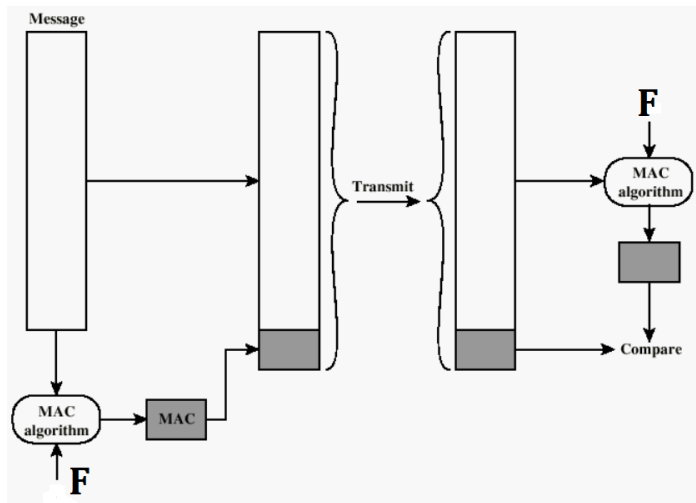 Message
Transmit
F
MAC
algorithm
Compare
MAC
algorithm
MAC
F